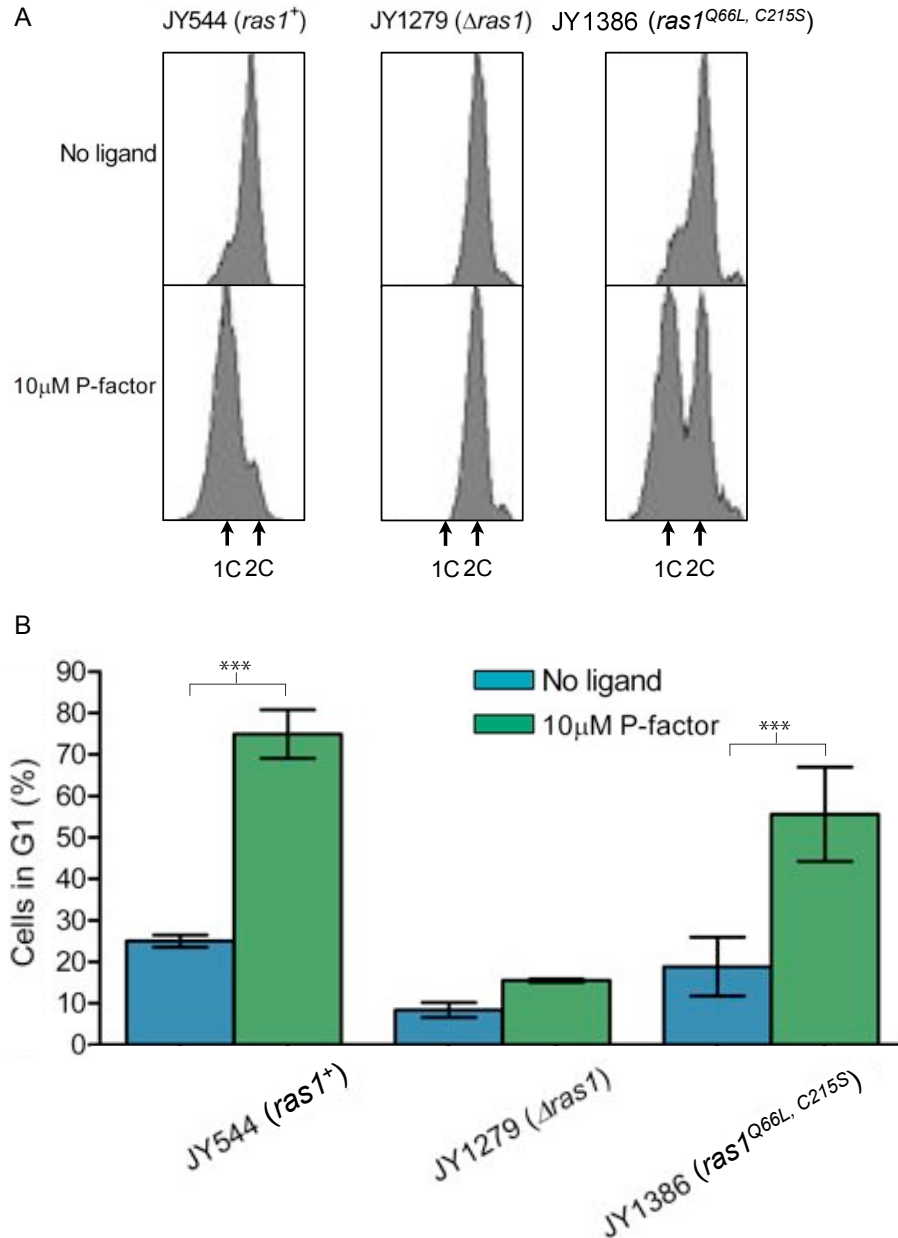 A
JY544 (ras1⁺) JY1279 (Δras1) JY1386 (ras1Q66L, C215S)
No ligand
10μM P-factor
1C 2C 1C 2C 1C 2C
B
Cells in G1 (%)
90
80
70
60
50
40
30
20
10
0
***
No ligand
10μM P-factor
***
JY544 (ras1⁺)
JY1279 (Δras1)
JY1386 (ras1Q66L, C215S)